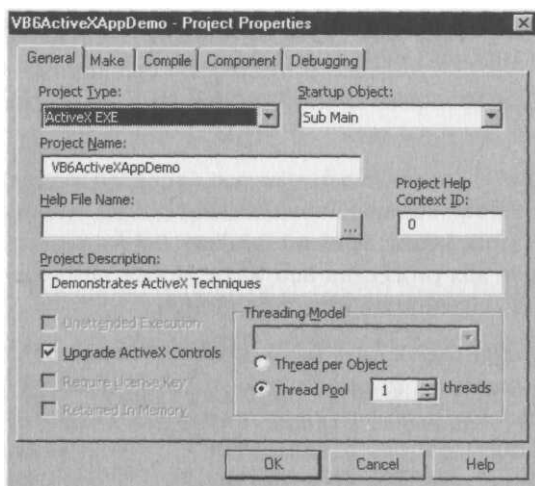 VB6ActiveXAppDemo - Project Properties
General Make Compile Component Debugging
Project Type:
Startup Object:
ActiveX EXE
Sub Main
Project Name:
VB6ActiveXAppDemo
Help File Name:
Project Help
Context ID:
...
0
Project Description:
Demonstrates ActiveX Techniques
Unattended Execution
Upgrade ActiveX Controls
Require License Key
Retained In Memory
Threading Model
Thread per Object
Thread Pool 1 threads
OK Cancel Help